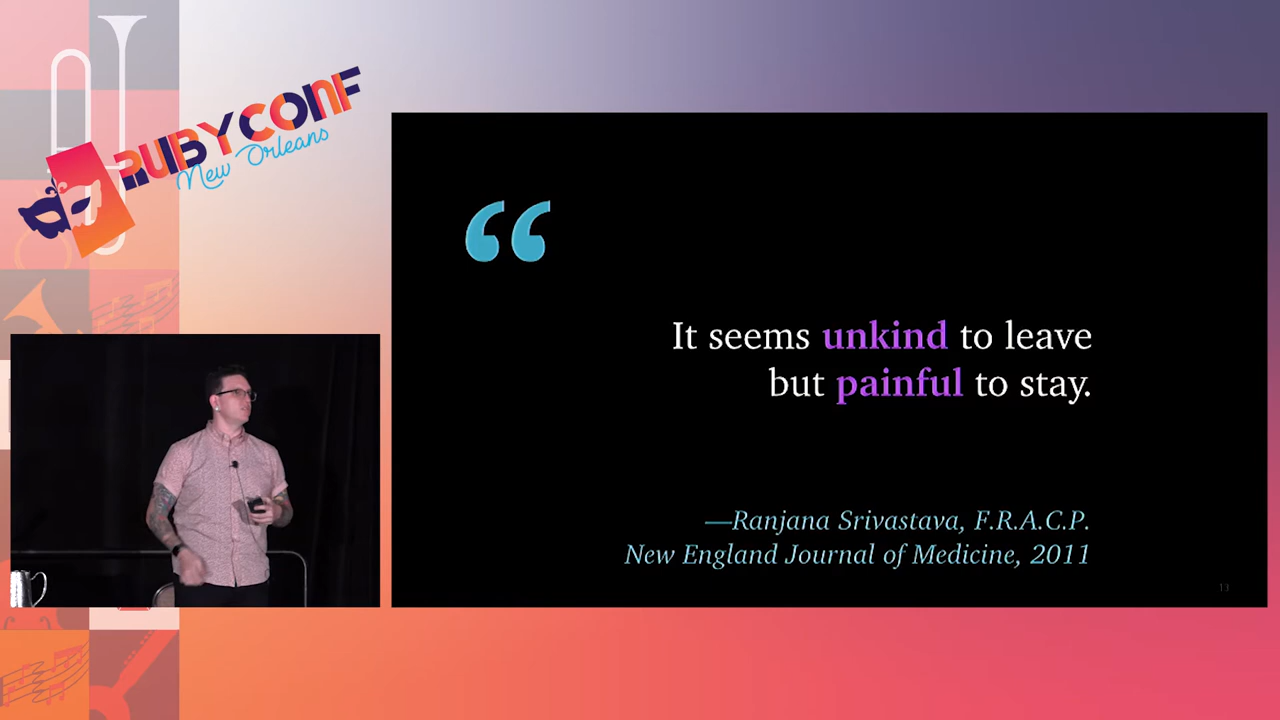 RUBYCONF
New Orleans
“
It seems unkind to leave
but painful to stay.
—Ranjana Srivastava, F.R.A.C.P.
New England Journal of Medicine, 2011
13